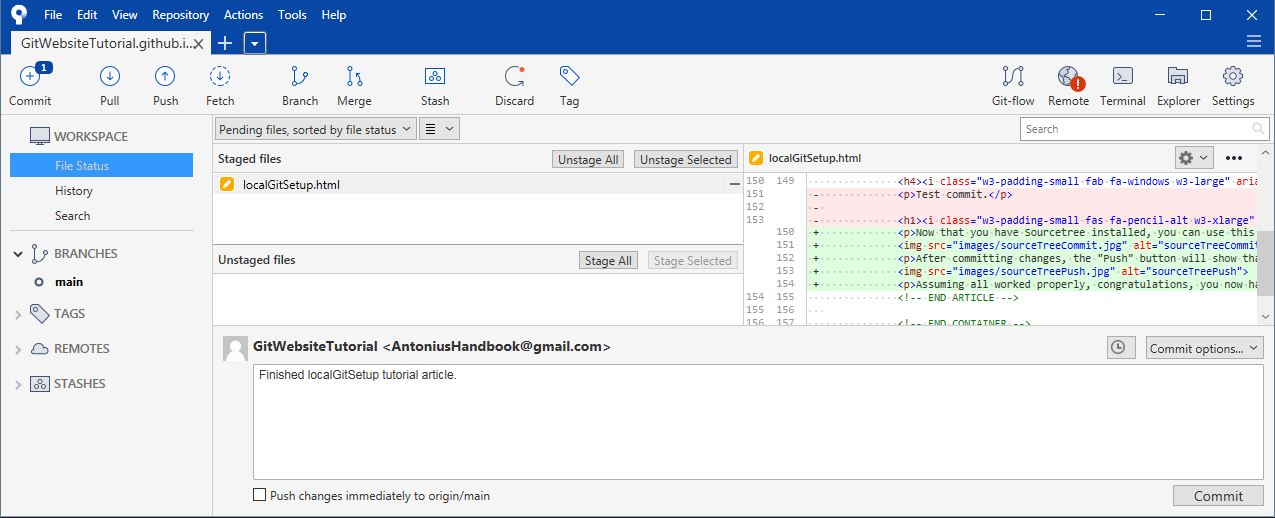 File Edit View Repository Actions Tools Help
GitWebsiteTutorial.github.i...
1
Commit Pull Push Fetch Branch Merge Stash Discard Tag Git-flow Remote Terminal Explorer Settings
WORKSPACE
File Status
History
Search
BRANCHES
main
TAGS
REMOTES
STASHES
Pending files, sorted by file status
Search
Staged files Unstage All Unstage Selected
localGitSetup.html
Unstaged files Stage All Stage Selected
localGitSetup.html
150 149 <h4><i class="w3-padding-small fab fa-windows w3-large" aria
151 - <p>Test commit.</p>
152 -
153 - <h1><i class="w3-padding-small fas fa-pencil-alt w3-xlarge"
150 + <p>Now that you have Sourcetree installed, you can use this
151 + <img src="images/sourceTreeCommit.jpg" alt="sourceTreeCommit
152 + <p>After committing changes, the "Push" button will show tha
153 + <img src="images/sourceTreePush.jpg" alt="sourceTreePush">
154 + <p>Assuming all worked properly, congratulations, you now ha
154 155 <!-- END ARTICLE -->
155 156
156 157 <!-- END CONTAINER -->
GitWebsiteTutorial <AntoniusHandbook@gmail.com>
Commit options...
Finished localGitSetup tutorial article.
Push changes immediately to origin/main
Commit